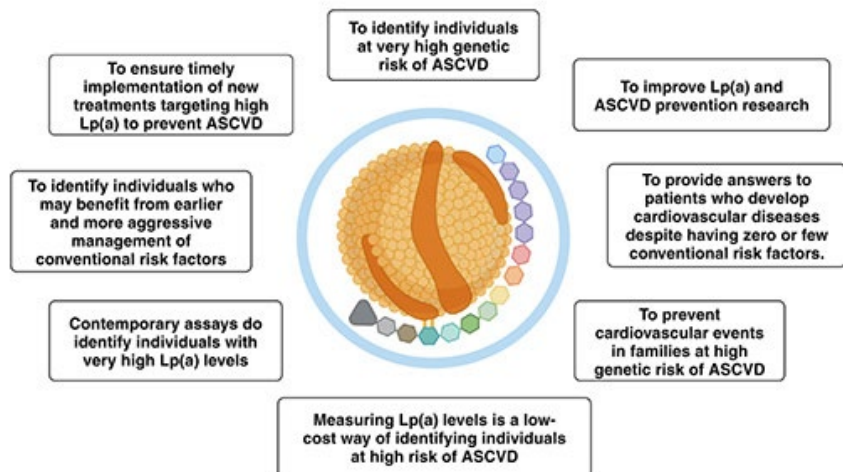 To identify individuals
at very high genetic
risk of ASCVD
To ensure timely
implementation of new
treatments targeting high
Lp(a) to prevent ASCVD
To improve Lp(a) and
ASCVD prevention research
To identify individuals who
may benefit from earlier
and more aggressive
management of
conventional risk factors
To provide answers to
patients who develop
cardiovascular diseases
despite having zero or few
conventional risk factors.
Contemporary assays do
identify individuals with
very high Lp(a) levels
To prevent
cardiovascular events
in families at high
genetic risk of ASCVD
Measuring Lp(a) levels is a low-
cost way of identifying individuals
at high risk of ASCVD